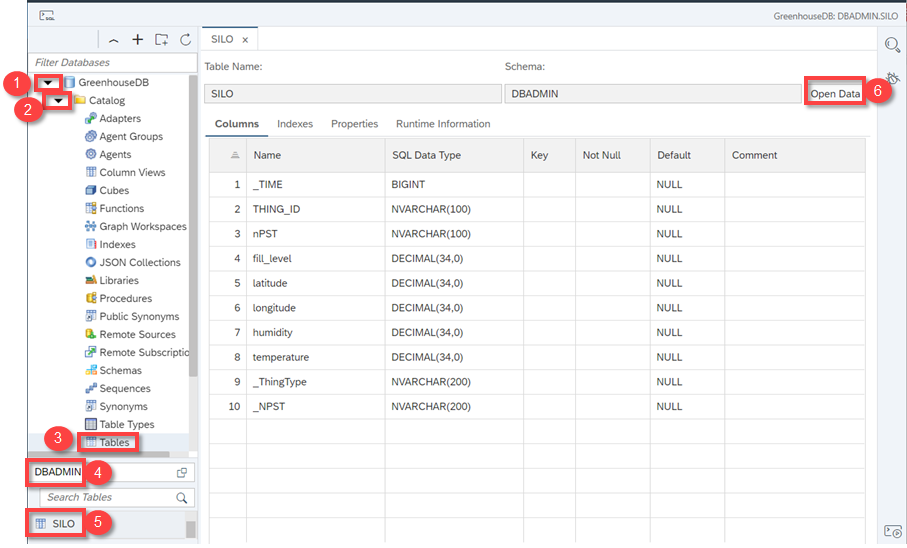 SQL
GreenhouseDB: DBADMIN.SILO
SILO x
Filter Databases
1
GreenhouseDB
2
Catalog
Adapters
Agent Groups
Agents
Column Views
Cubes
Functions
Graph Workspaces
Indexes
JSON Collections
Libraries
Procedures
Public Synonyms
Remote Sources
Remote Subscriptio
Schemas
Sequences
Synonyms
Table Types
3
Tables
DBADMIN
4
Search Tables
SILO
5
Table Name:
Schema:
SILO
DBADMIN
Open Data
6
Columns Indexes Properties Runtime Information
Name SQL Data Type Key Not Null Default Comment
1 _TIME BIGINT NULL
2 THING_ID NVARCHAR(100) NULL
3 nPST NVARCHAR(100) NULL
4 fill_level DECIMAL(34,0) NULL
5 latitude DECIMAL(34,0) NULL
6 longitude DECIMAL(34,0) NULL
7 humidity DECIMAL(34,0) NULL
8 temperature DECIMAL(34,0) NULL
9 _ThingType NVARCHAR(200) NULL
10 _NPST NVARCHAR(200) NULL